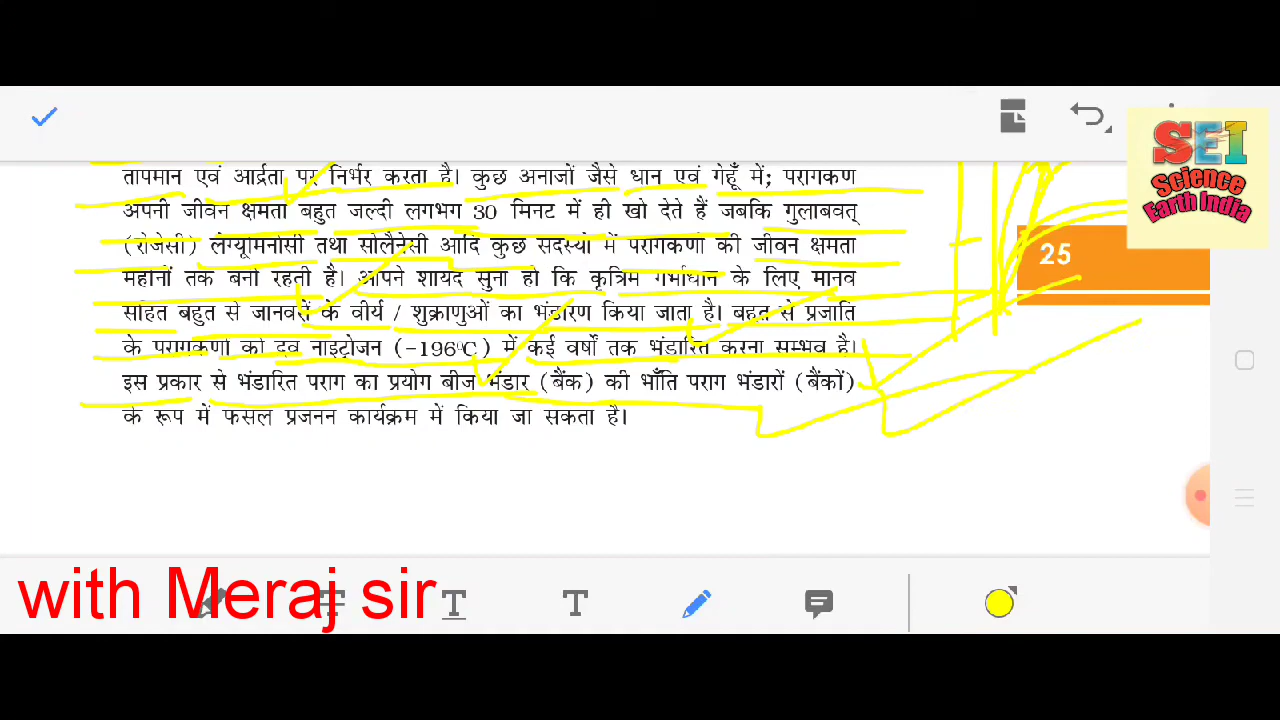 SEI
Science
Earth India
तापमान एवं आर्द्रता पर निर्भर करता है। कुछ अनाजों जैसे धान एवं गेहूँ में; परागकण
अपनी जीवन क्षमता बहुत जल्दी लगभग 30 मिनट में ही खो देते हैं जबकि गुलाबवत्
(रोजेसी) लेग्यूमिनोसी तथा सोलैनेसी आदि कुछ सदस्यों में परागकणों की जीवन क्षमता
महीनों तक बनी रहती है। आपने शायद सुना हो कि कृत्रिम गर्भाधान के लिए मानव
सहित बहुत से जानवरों के वीर्य / शुक्राणुओं का भंडारण किया जाता है। बहुत से प्रजाति
के परागकणों को द्रव नाइट्रोजन (−196°C) में कई वर्षों तक भंडारित करना सम्भव है।
इस प्रकार से भंडारित पराग का प्रयोग बीज भंडार (बैंक) की भाँति पराग भंडारों (बैंकों)
के रूप में फसल प्रजनन कार्यक्रम में किया जा सकता है।
25
with Meraj sir